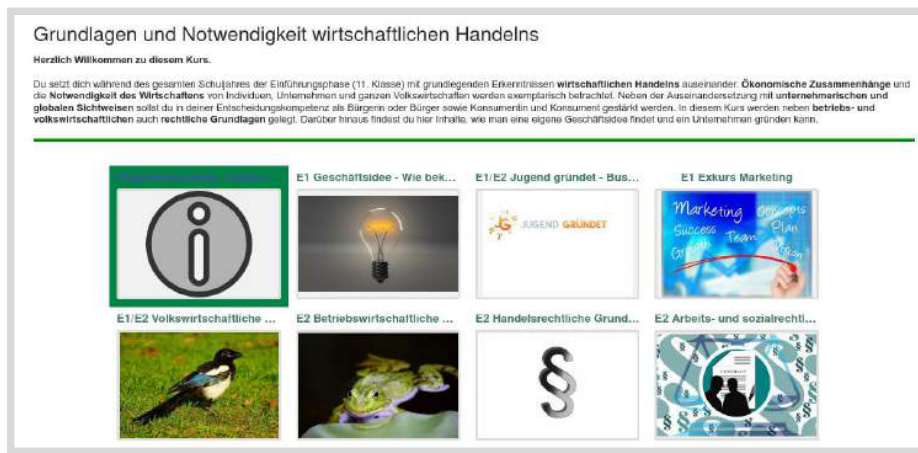 Grundlagen und Notwendigkeit wirtschaftlichen Handelns
Herzlich Willkommen zu diesem Kurs.
Du setzt dich während des gesamten Schuljahres der Einführungsphase (11. Klasse) mit grundlegenden Erkenntnissen wirtschaftlichen Handelns auseinander. Ökonomische Zusammenhänge und
die Notwendigkeit des Wirtschaftens von Individuen, Unternehmen und ganzen Volkswirtschaften werden exemplarisch betrachtet. Neben der Auseinandersetzung mit unternehmerischen und
globalen Sichtweisen sollst du in deiner Entscheidungskompetenz als Bürgerin oder Bürger sowie Konsumentin und Konsument gestärkt werden. In diesem Kurs werden neben betriebs- und
volkswirtschaftlichen auch rechtliche Grundlagen gelegt. Darüber hinaus findest du hier Inhalte, wie man eine eigene Geschäftsidee findet und ein Unternehmen gründen kann.
E1 Geschäftsidee - Wie bek...
E1/E2 Jugend gründet - Bus...
E1 Exkurs Marketing
JUGEND GRÜNDET
Marketing
Concepts
Success
Plan
Growth
Team
Vision
E1/E2 Volkswirtschaftliche ...
E2 Betriebswirtschaftliche ...
E2 Handelsrechtliche Grund...
E2 Arbeits- und sozialrechtl...
§